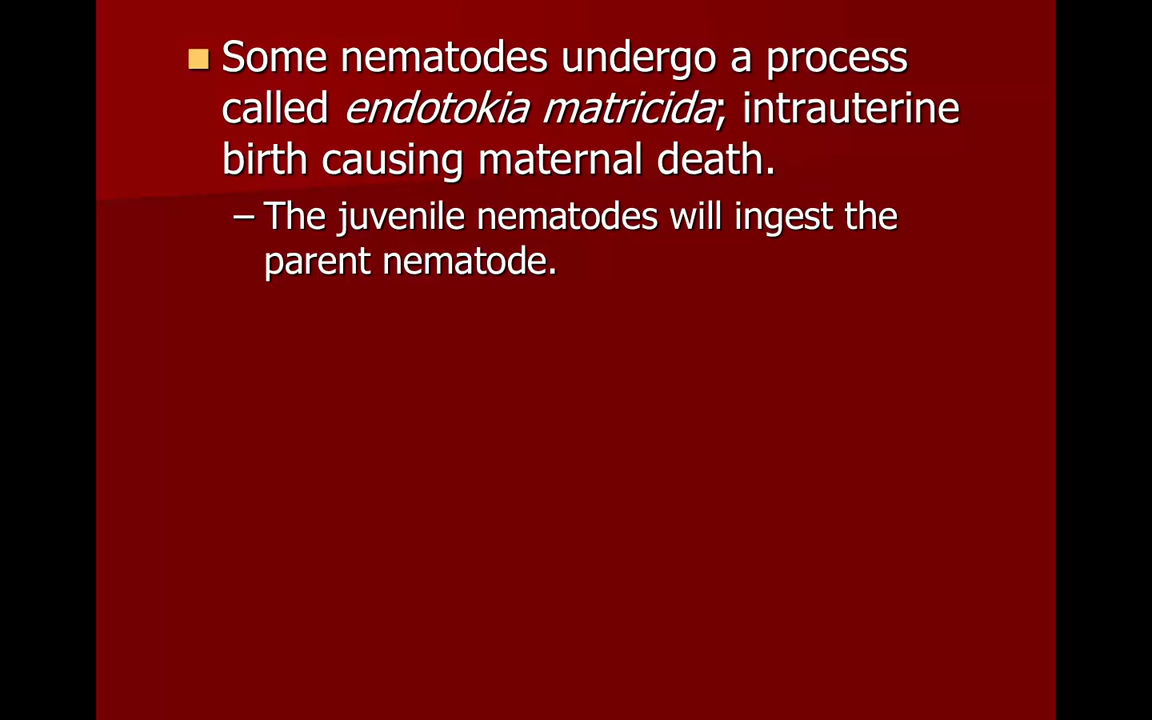 Some nematodes undergo a process
called endotokia matricida; intrauterine
birth causing maternal death.
– The juvenile nematodes will ingest the
parent nematode.